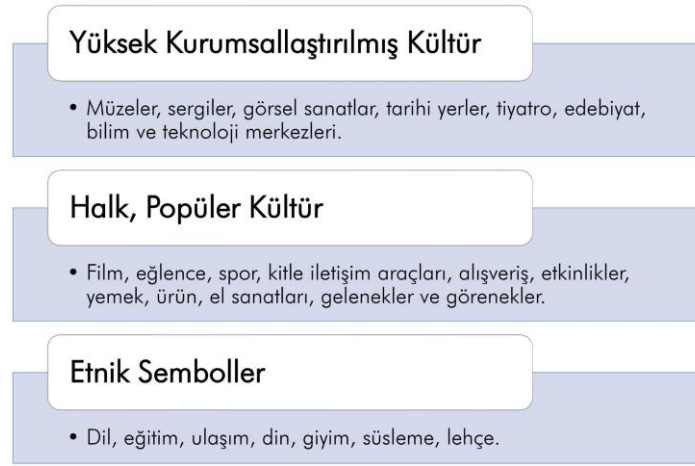 Yüksek Kurumsallaştırılmış Kültür
• Müzeler, sergiler, görsel sanatlar, tarihi yerler, tiyatro, edebiyat,
bilim ve teknoloji merkezleri.
Halk, Popüler Kültür
• Film, eğlence, spor, kitle iletişim araçları, alışveriş, etkinlikler,
yemek, ürün, el sanatları, gelenekler ve görenekler.
Etnik Semboller
• Dil, eğitim, ulaşım, din, giyim, süsleme, lehçe.